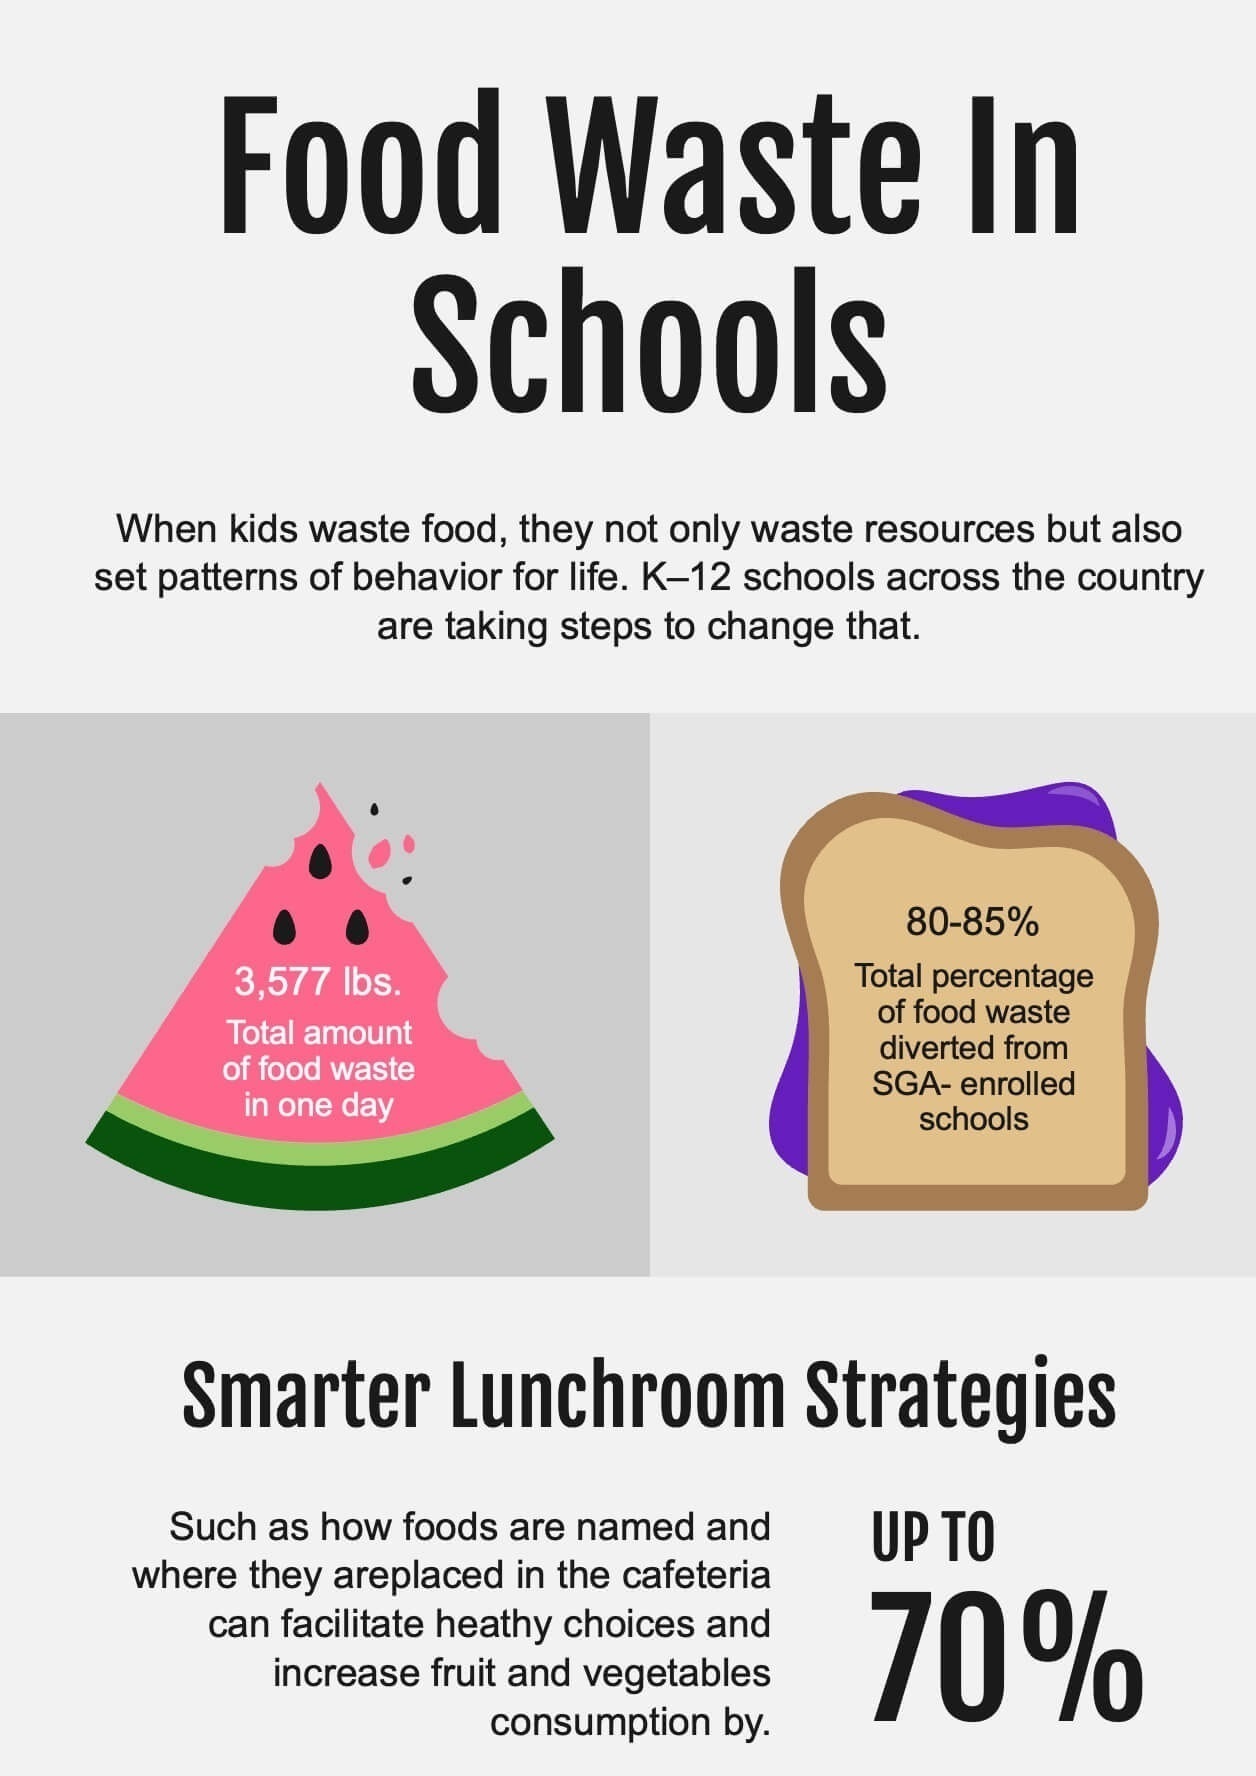 Food Waste In
Schools
When kids waste food, they not only waste resources but also
set patterns of behavior for life. K–12 schools across the country
are taking steps to change that.
3,577 lbs.
Total amount
of food waste
in one day
80-85%
Total percentage
of food waste
diverted from
SGA- enrolled
schools
Smarter Lunchroom Strategies
Such as how foods are named and
where they areplaced in the cafeteria
can facilitate heathy choices and
increase fruit and vegetables
consumption by.
UP TO
70%